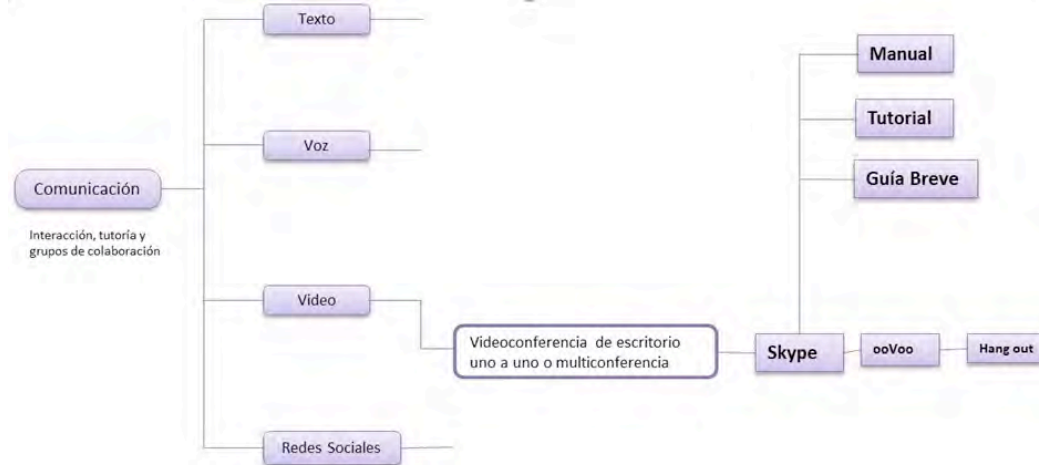 Texto
Manual
Tutorial
Voz
Guía Breve
Comunicación
Interacción, tutoría y
grupos de colaboración
Video
Videoconferencia de escritorio
uno a uno o multiconferencia
Skype
ooVoo
Hang out
Redes Sociales